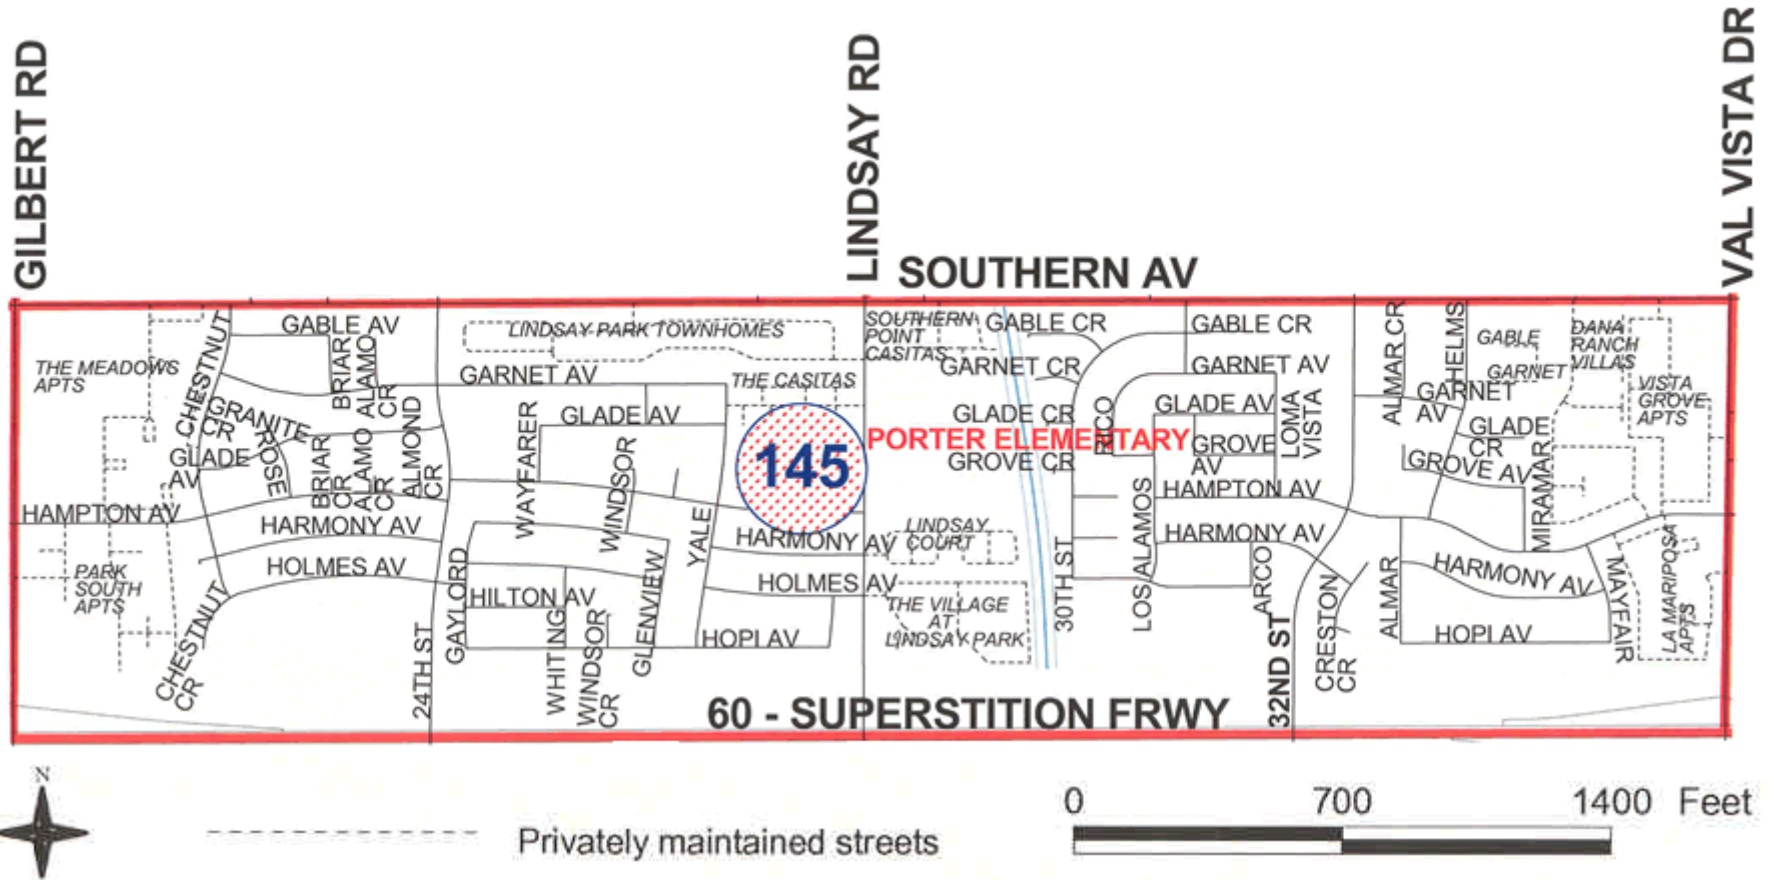 GILBERT RD
LINDSAY RD
VAL VISTA DR
SOUTHERN AV
THE MEADOWS
APTS
CHESTNUT
CR
GABLE AV
BRIAR
ALAMO
CR
GRANITE
ROSE
GLADE
AV
BRIAR
CR
ALAMO
CR
ALMOND
CR
HAMPTON AV
HARMONY AV
HOLMES AV
PARK
SOUTH
APTS
CHESTNUT
CR
24TH ST
LINDSAY PARK TOWNHOMES
GARNET AV
THE CASITAS
GLADE AV
WAYFARER
WINDSOR
145
PORTER ELEMENTARY
YALE
HARMONY AV
HOLMES AV
GAYLORD
HILTON AV
WHITING
WINDSOR
CR
GLENVIEW
HOPI AV
SOUTHERN
POINT
CASITAS
GABLE CR
GARNET CR
GLADE CR
GROVE CR
LINDSAY
COURT
THE VILLAGE
AT
LINDSAY PARK
30TH ST
RICO
LOS ALAMOS
GABLE CR
GARNET AV
GLADE AV
GROVE
AV
LOMA
VISTA
HAMPTON AV
HARMONY AV
ARCO
32ND ST
CRESTON
CR
ALMAR CR
THELMS
GABLE
GARNET
DANA
RANCH
VILLAS
GARNET
AV
GLADE
CR
VISTA
GROVE
APTS
GROVE AV
MIRAMAR
ALMAR
HARMONY AV
MAYFAIR
LA MARIPOSA
APTS
HOPI AV
60 - SUPERSTITION FRWY
N
Privately maintained streets
0 700 1400 Feet